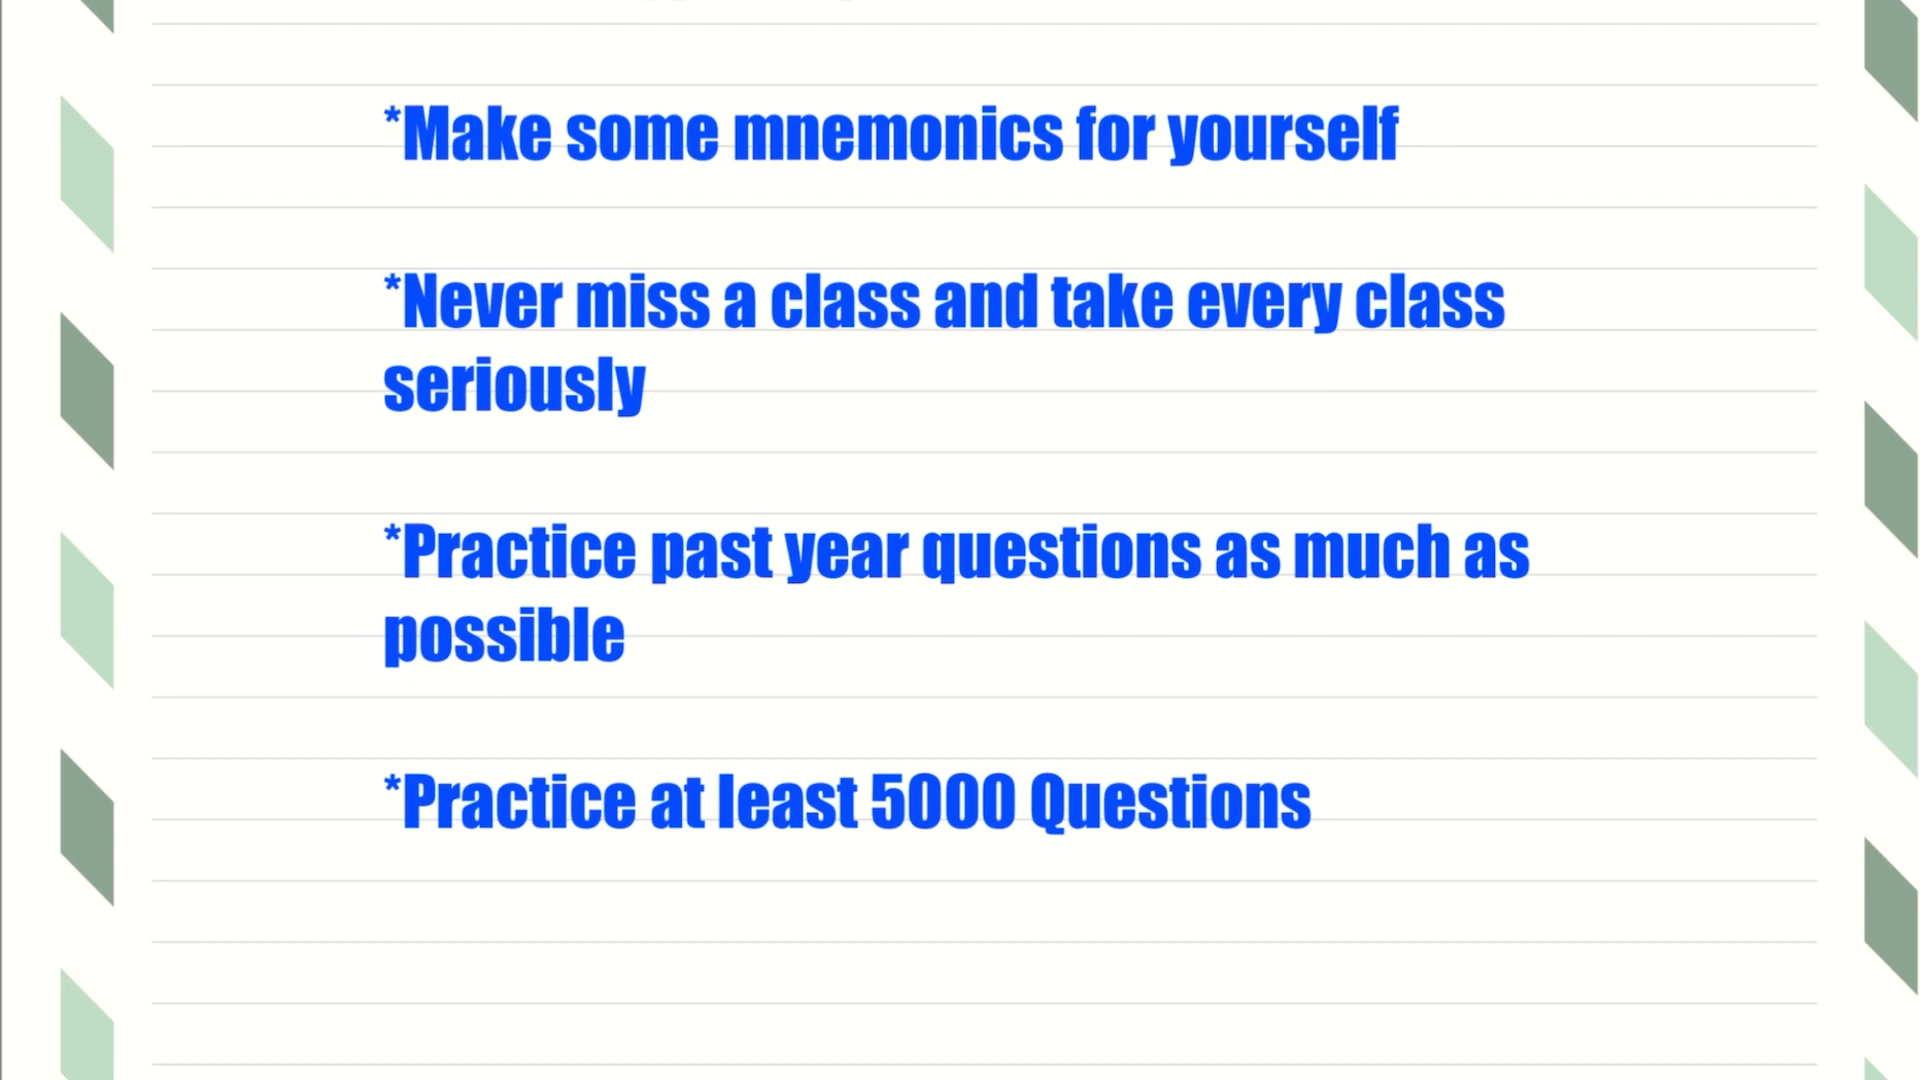 *Make some mnemonics for yourself
*Never miss a class and take every class
seriously
*Practice past year questions as much as
possible
*Practice at least 5000 Questions